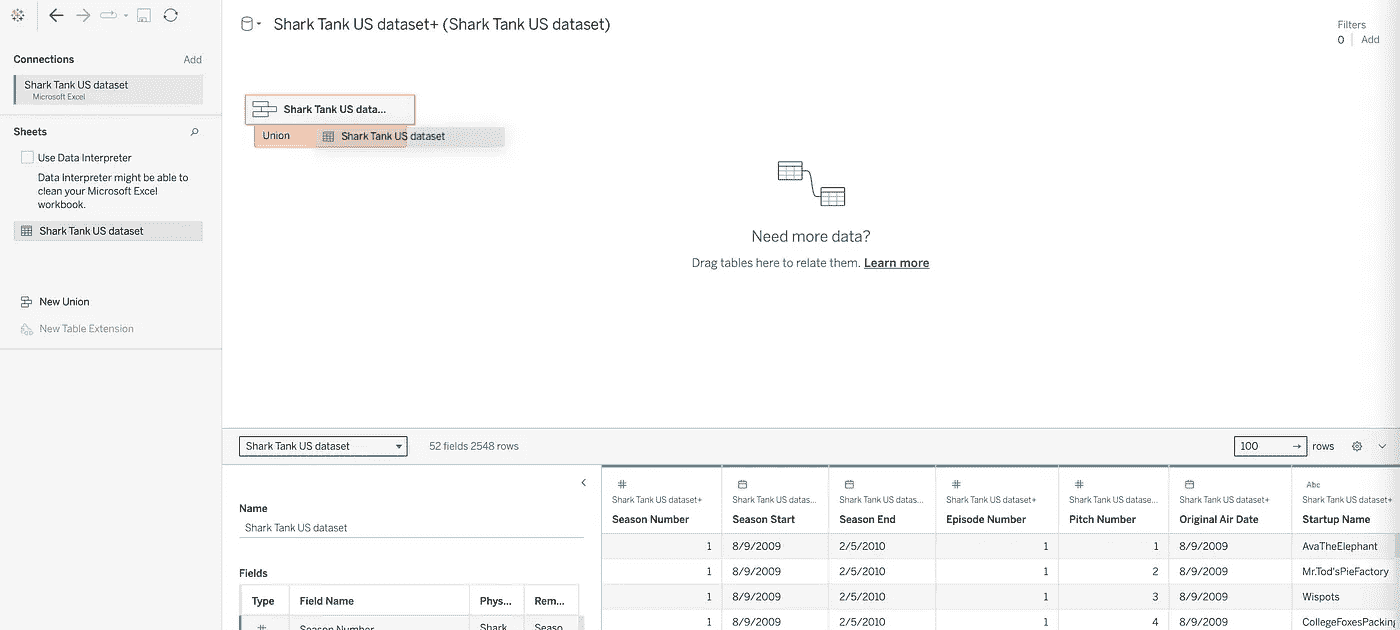 Shark Tank US dataset+ (Shark Tank US dataset)
Filters
0 Add
Connections Add
Shark Tank US dataset
Microsoft Excel
Sheets
Use Data Interpreter
Data Interpreter might be able to
clean your Microsoft Excel
workbook.
Shark Tank US dataset
New Union
New Table Extension
Shark Tank US data...
Union Shark Tank US dataset
Need more data?
Drag tables here to relate them. Learn more
Shark Tank US dataset 52 fields 2548 rows 100 rows
Name
Shark Tank US dataset
Fields
Type Field Name Phys... Rem...
# Season Number Shark Seaso
# # # Abc
Shark Tank US dataset+ Shark Tank US datas... Shark Tank US datas... Shark Tank US dataset+ Shark Tank US datase... Shark Tank US dataset+ Shark Tank US dataset+
Season Number Season Start Season End Episode Number Pitch Number Original Air Date Startup Name
1 8/9/2009 2/5/2010 1 1 8/9/2009 AvaTheElephant
1 8/9/2009 2/5/2010 1 2 8/9/2009 Mr.Tod'sPieFactory
1 8/9/2009 2/5/2010 1 3 8/9/2009 Wispots
1 8/9/2009 2/5/2010 1 4 8/9/2009 CollegeFoxesPackin